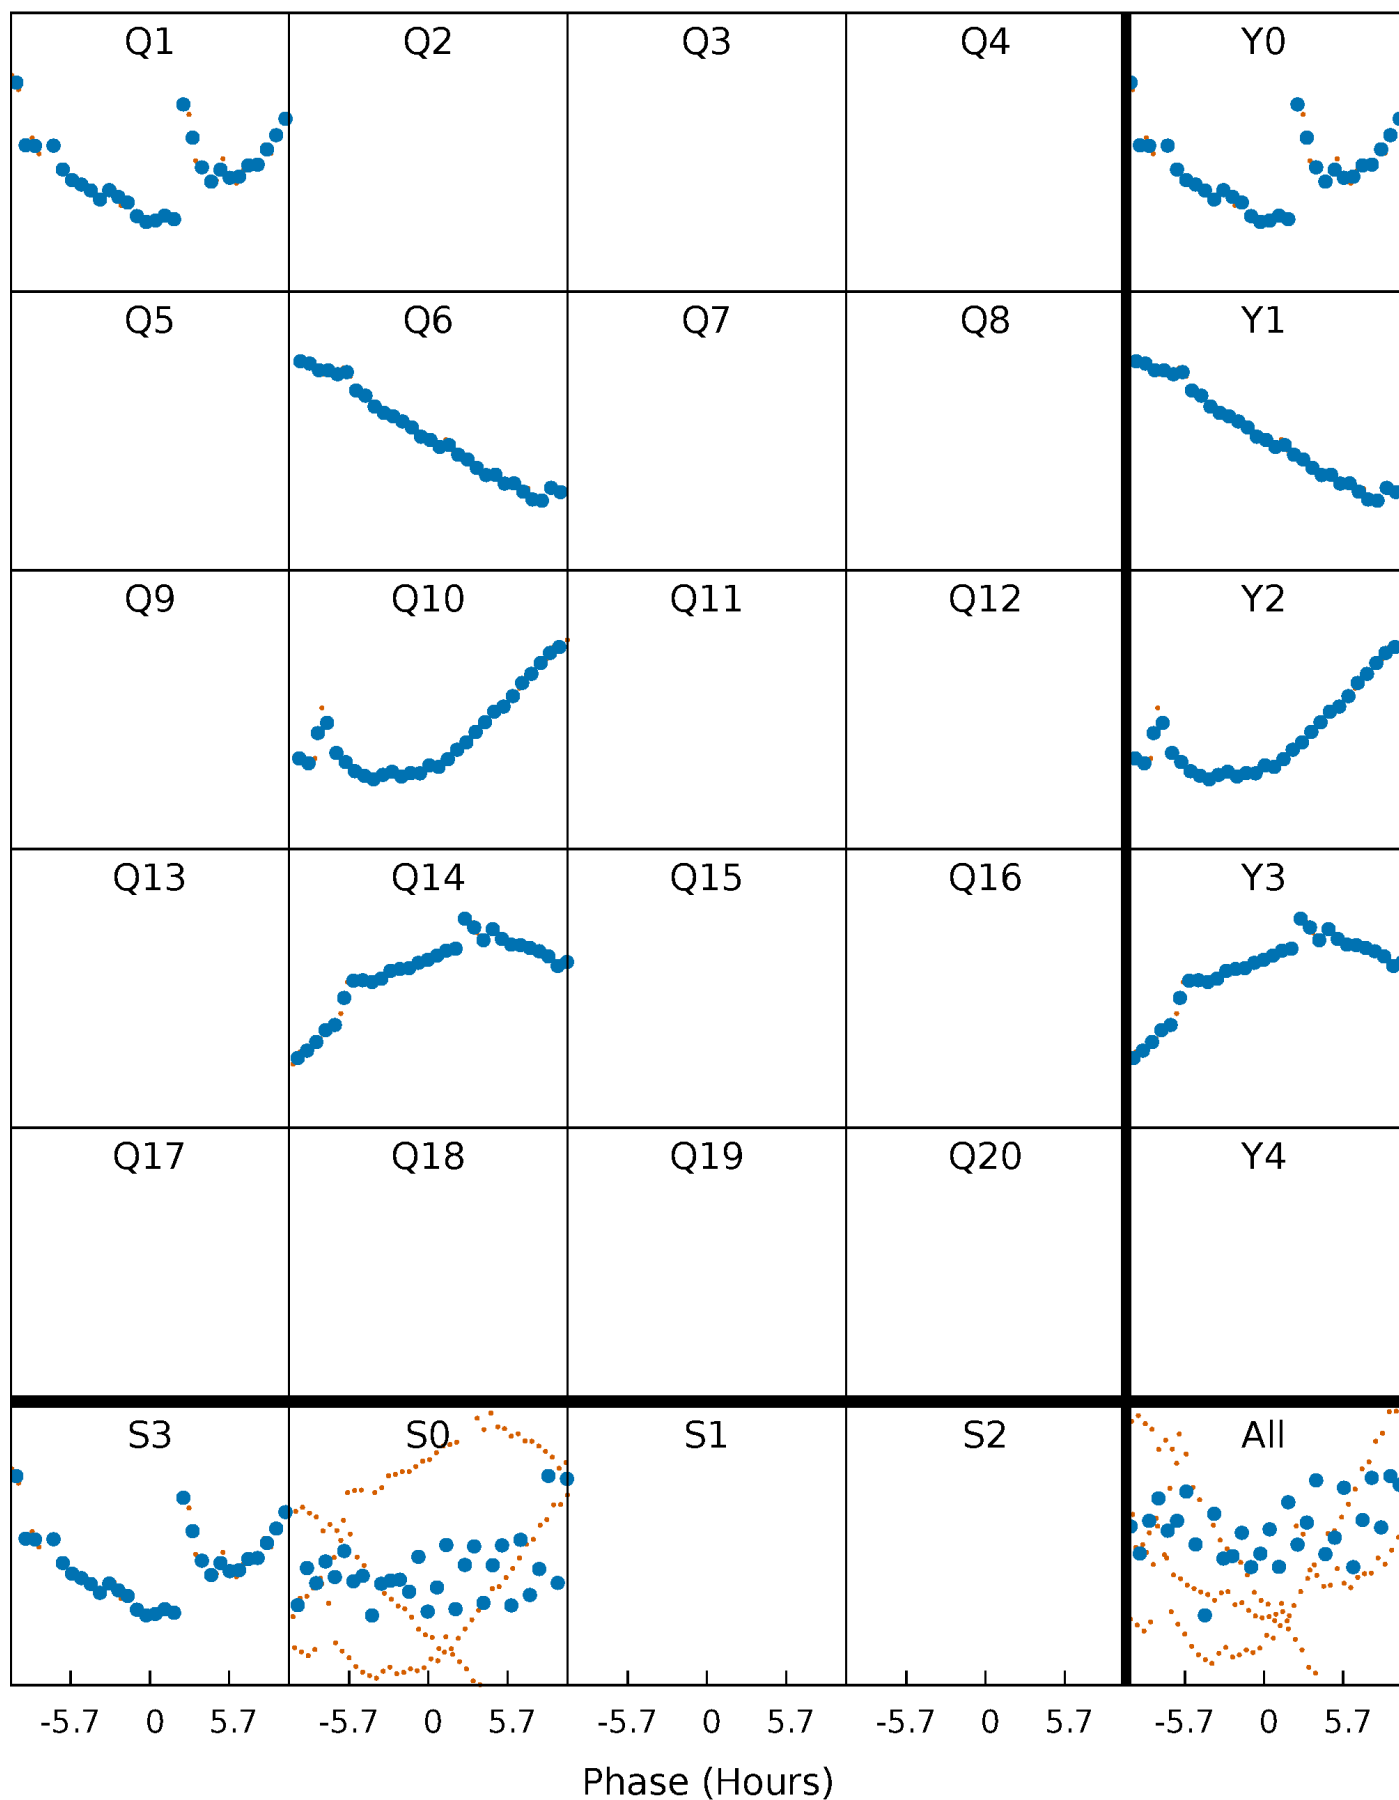 Q1 Q2 Q3 Q4 Y0
Q5 Q6 Q7 Q8 Y1
Q9 Q10 Q11 Q12 Y2
Q13 Q14 Q15 Q16 Y3
Q17 Q18 Q19 Q20 Y4
S3 S0 S1 S2 All
-5.7 0 5.7 -5.7 0 5.7 -5.7 0 5.7 -5.7 0 5.7 -5.7 0 5.7
Phase (Hours)